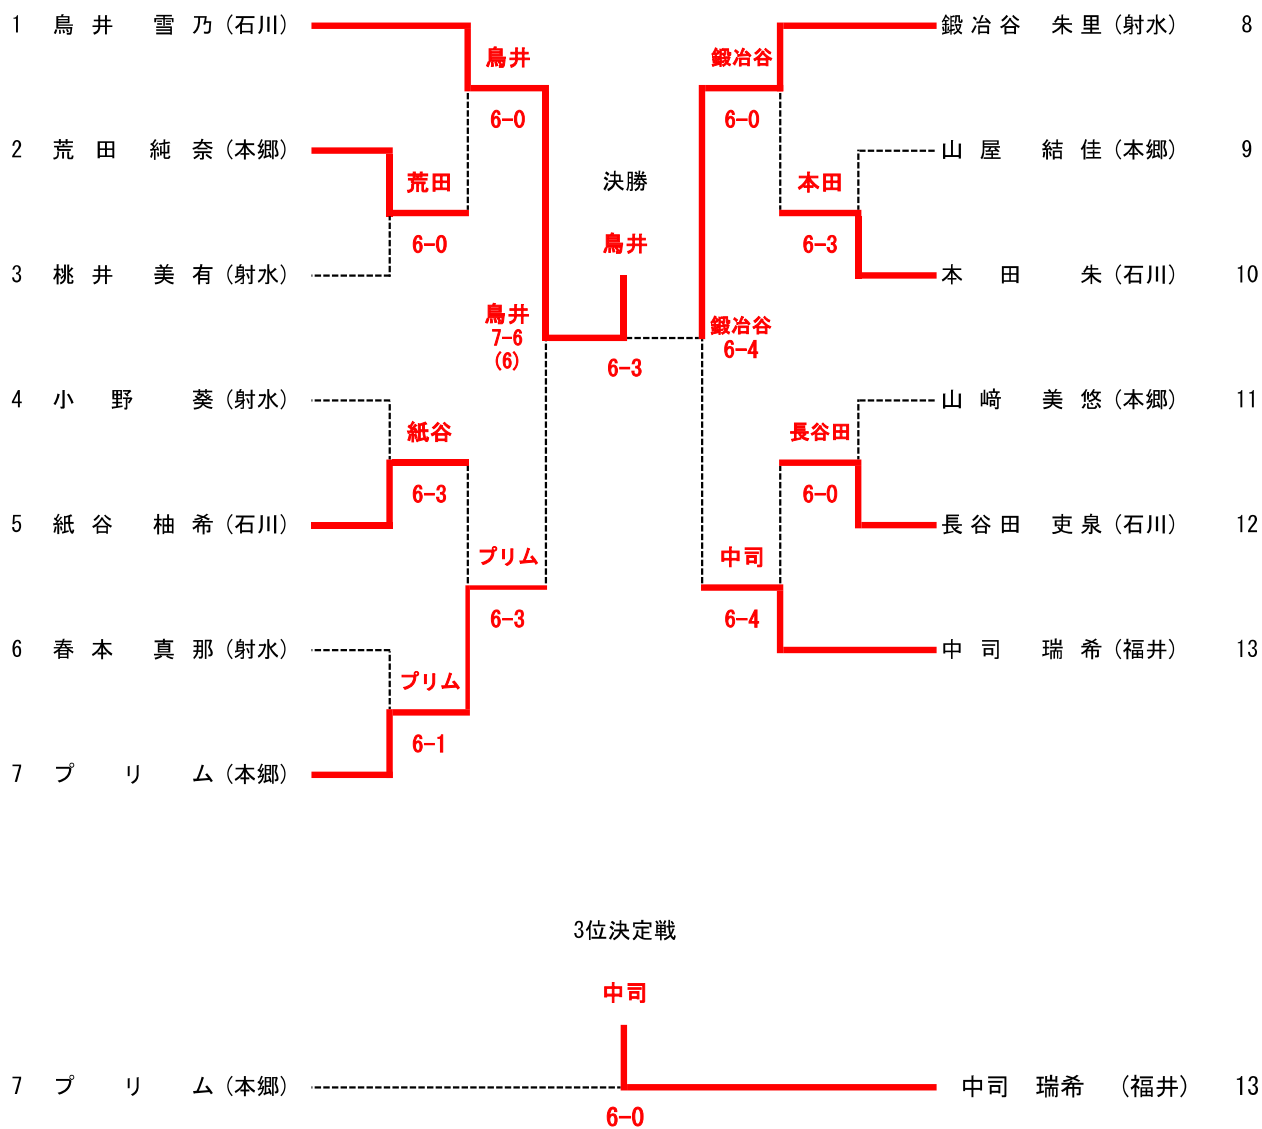 1 鳥井 雪乃（石川）
鍛冶谷 朱里（射水） 8
鳥井
鍛冶谷
6-0
6-0
2 荒田 純奈（本郷）
山屋 結佳（本郷） 9
荒田
決勝
本田
6-0
鳥井
6-3
3 桃井 美有（射水）
本田 朱（石川） 10
鳥井
7-6
(6)
鍛冶谷
6-4
6-3
4 小野 葵（射水）
山﨑 美悠（本郷） 11
紙谷
長谷田
6-3
6-0
5 紙谷 柚希（石川）
長谷田 吏泉（石川） 12
プリム
中司
6-3
6-4
6 春本 真那（射水）
中司 瑞希（福井） 13
プリム
6-1
7 プリム（本郷）
3位決定戦
中司
7 プリム（本郷）
中司 瑞希 （福井） 13
6-0